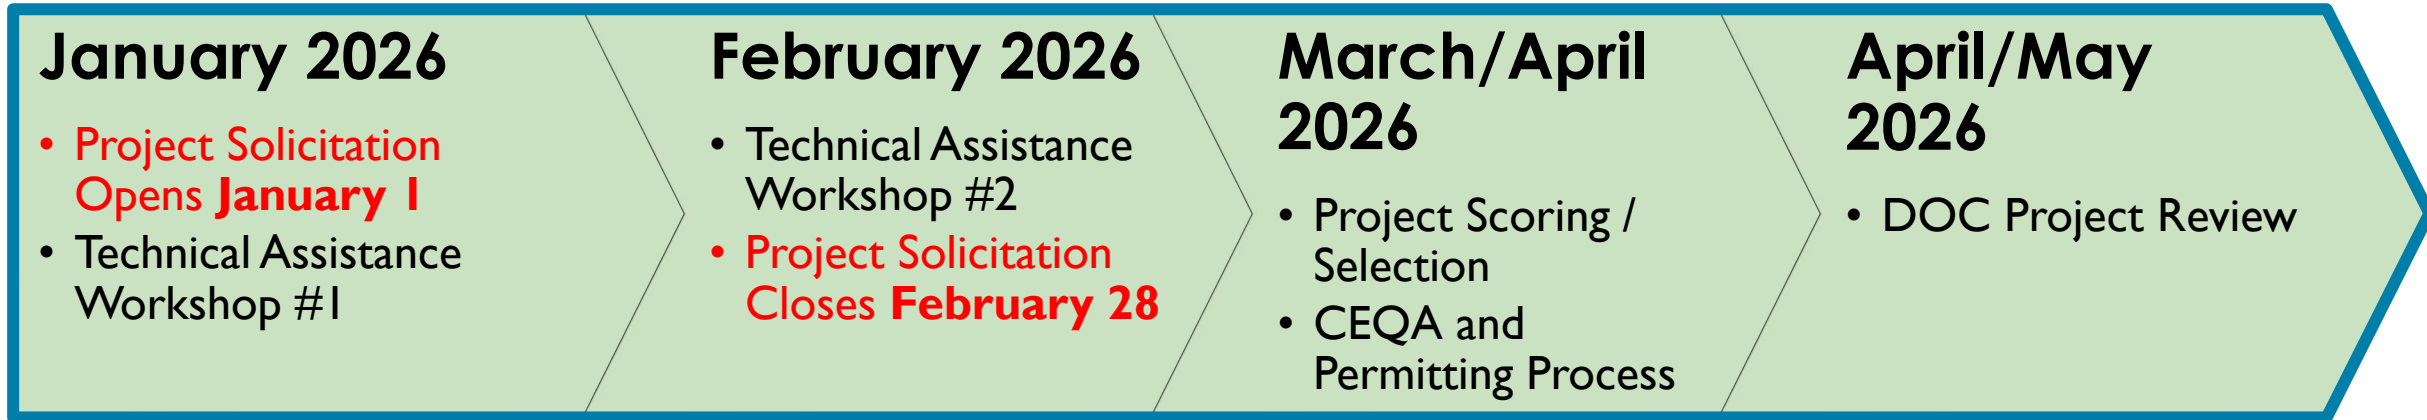 January 2026
• Project Solicitation
Opens January 1
• Technical Assistance
Workshop #1
February 2026
• Technical Assistance
Workshop #2
• Project Solicitation
Closes February 28
March/April
2026
• Project Scoring /
Selection
• CEQA and
Permitting Process
April/May
2026
• DOC Project Review